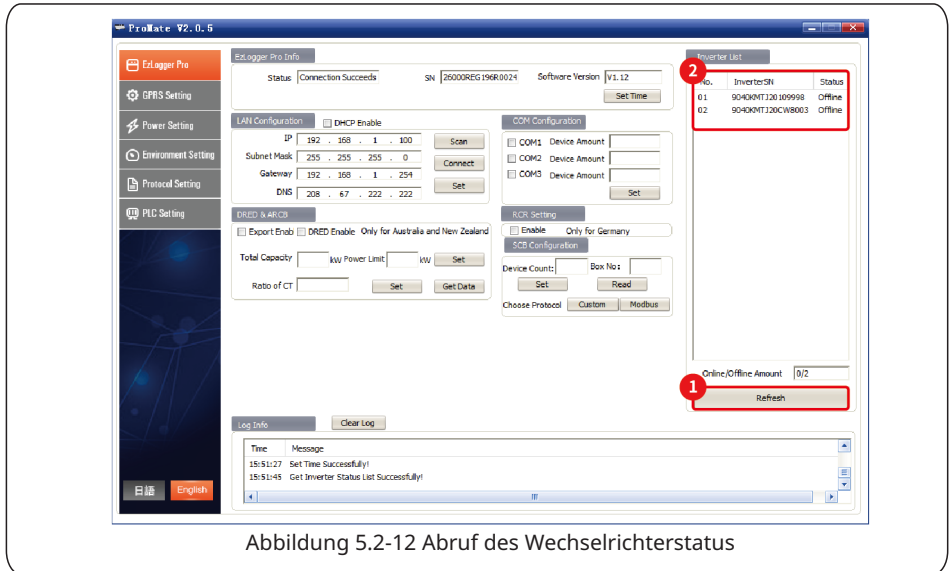 ProMate V2.0.5
EzLogger Pro
GPRS Setting
Power Setting
Environment Setting
Protocol Setting
PLC Setting
日語 English
EzLogger Pro Info
Status Connection Succeeds SN 26000REG196R0024 Software Version V1.12
Set Time
LAN Configuration DHCP Enable
IP 192 . 168 . 1 . 100 Scan
Subnet Mask 255 . 255 . 255 . 0 Connect
Gateway 192 . 168 . 1 . 254
DNS 208 . 67 . 222 . 222 Set
COM Configuration
COM1 Device Amount
COM2 Device Amount
COM3 Device Amount
Set
DRED & ARCB
Export Enab DRED Enable Only for Australia and New Zealand
Total Capacity kW Power Limit kW Set
Ratio of CT Set Get Data
RCR Setting
Enable Only for Germany
SCB Configuration
Device Count: Box No:
Set Read
Choose Protocol Custom Modbus
Inverter List
2
No. InverterSN Status
01 9040KMTJ20109998 Offline
02 9040KMTJ20CW8003 Offline
Online/Offline Amount 0/2
1
Refresh
Log Info Clear Log
Time Message
15:51:27 Set Time Successfully!
15:51:45 Get Inverter Status List Successfully!
Abbildung 5.2-12 Abruf des Wechselrichterstatus